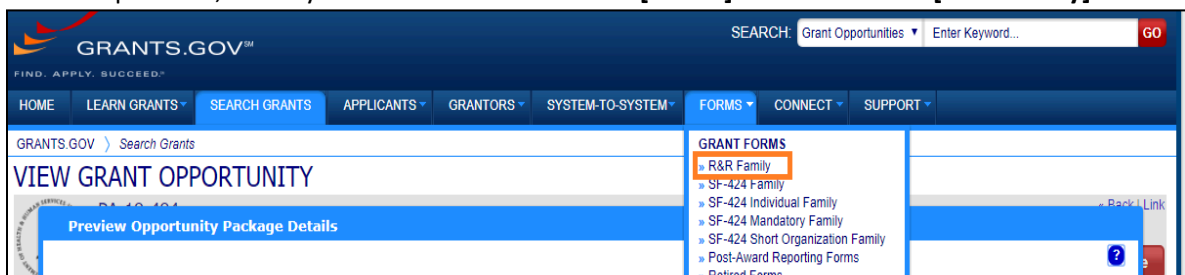 GRANTS.GOV℠
FIND. APPLY. SUCCEED.℠
SEARCH: Grant Opportunities ▼ Enter Keyword... GO
HOME LEARN GRANTS SEARCH GRANTS APPLICANTS GRANTORS SYSTEM-TO-SYSTEM FORMS CONNECT SUPPORT
GRANTS.GOV 〉 Search Grants
VIEW GRANT OPPORTUNITY
GRANT FORMS
» R&R Family
» SF-424 Family
» SF-424 Individual Family
» SF-424 Mandatory Family
» SF-424 Short Organization Family
» Post-Award Reporting Forms
» Retired Forms
« Back | Link
Preview Opportunity Package Details
?